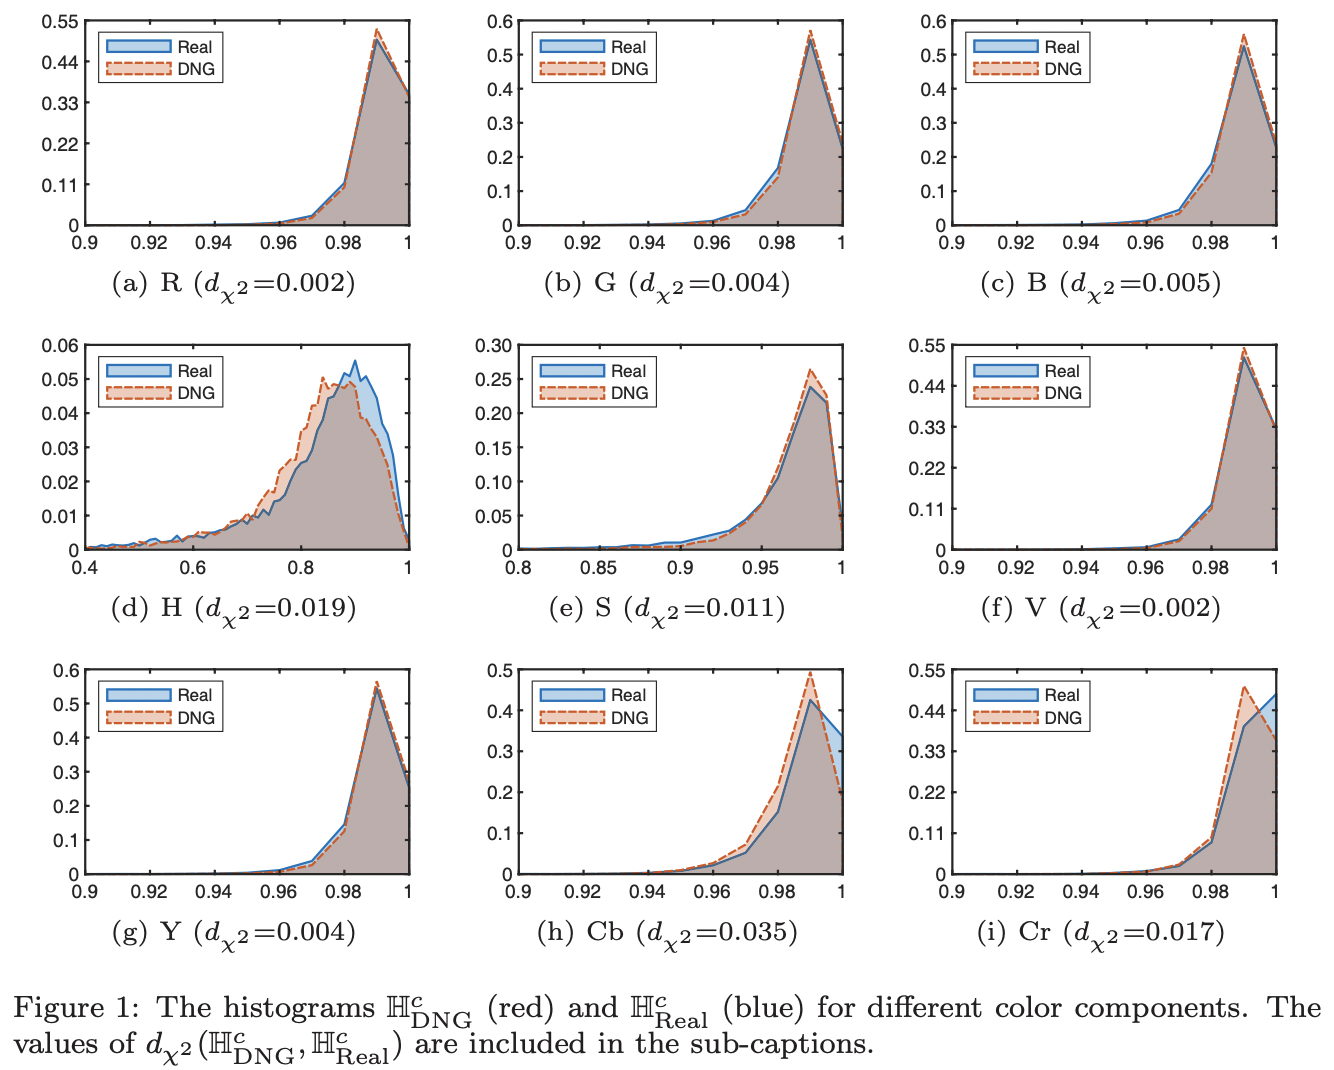 0.55
0.44
0.33
0.22
0.11
0
Real
DNG
0.9 0.92 0.94 0.96 0.98 1
(a) R (dχ2=0.002)
0.6
0.5
0.4
0.3
0.2
0.1
0
Real
DNG
0.9 0.92 0.94 0.96 0.98 1
(b) G (dχ2=0.004)
0.6
0.5
0.4
0.3
0.2
0.1
0
Real
DNG
0.9 0.92 0.94 0.96 0.98 1
(c) B (dχ2=0.005)
0.06
0.05
0.04
0.03
0.02
0.01
0
Real
DNG
0.4 0.6 0.8 1
(d) H (dχ2=0.019)
0.30
0.25
0.20
0.15
0.10
0.05
0
Real
DNG
0.8 0.85 0.9 0.95 1
(e) S (dχ2=0.011)
0.55
0.44
0.33
0.22
0.11
0
Real
DNG
0.9 0.92 0.94 0.96 0.98 1
(f) V (dχ2=0.002)
0.6
0.5
0.4
0.3
0.2
0.1
0
Real
DNG
0.9 0.92 0.94 0.96 0.98 1
(g) Y (dχ2=0.004)
0.5
0.4
0.3
0.2
0.1
0
Real
DNG
0.9 0.92 0.94 0.96 0.98 1
(h) Cb (dχ2=0.035)
0.55
0.44
0.33
0.22
0.11
0
Real
DNG
0.9 0.92 0.94 0.96 0.98 1
(i) Cr (dχ2=0.017)
Figure 1: The histograms ℍ^c_DNG (red) and ℍ^c_Real (blue) for different color components. The
values of dχ2(ℍ^c_DNG, ℍ^c_Real) are included in the sub-captions.